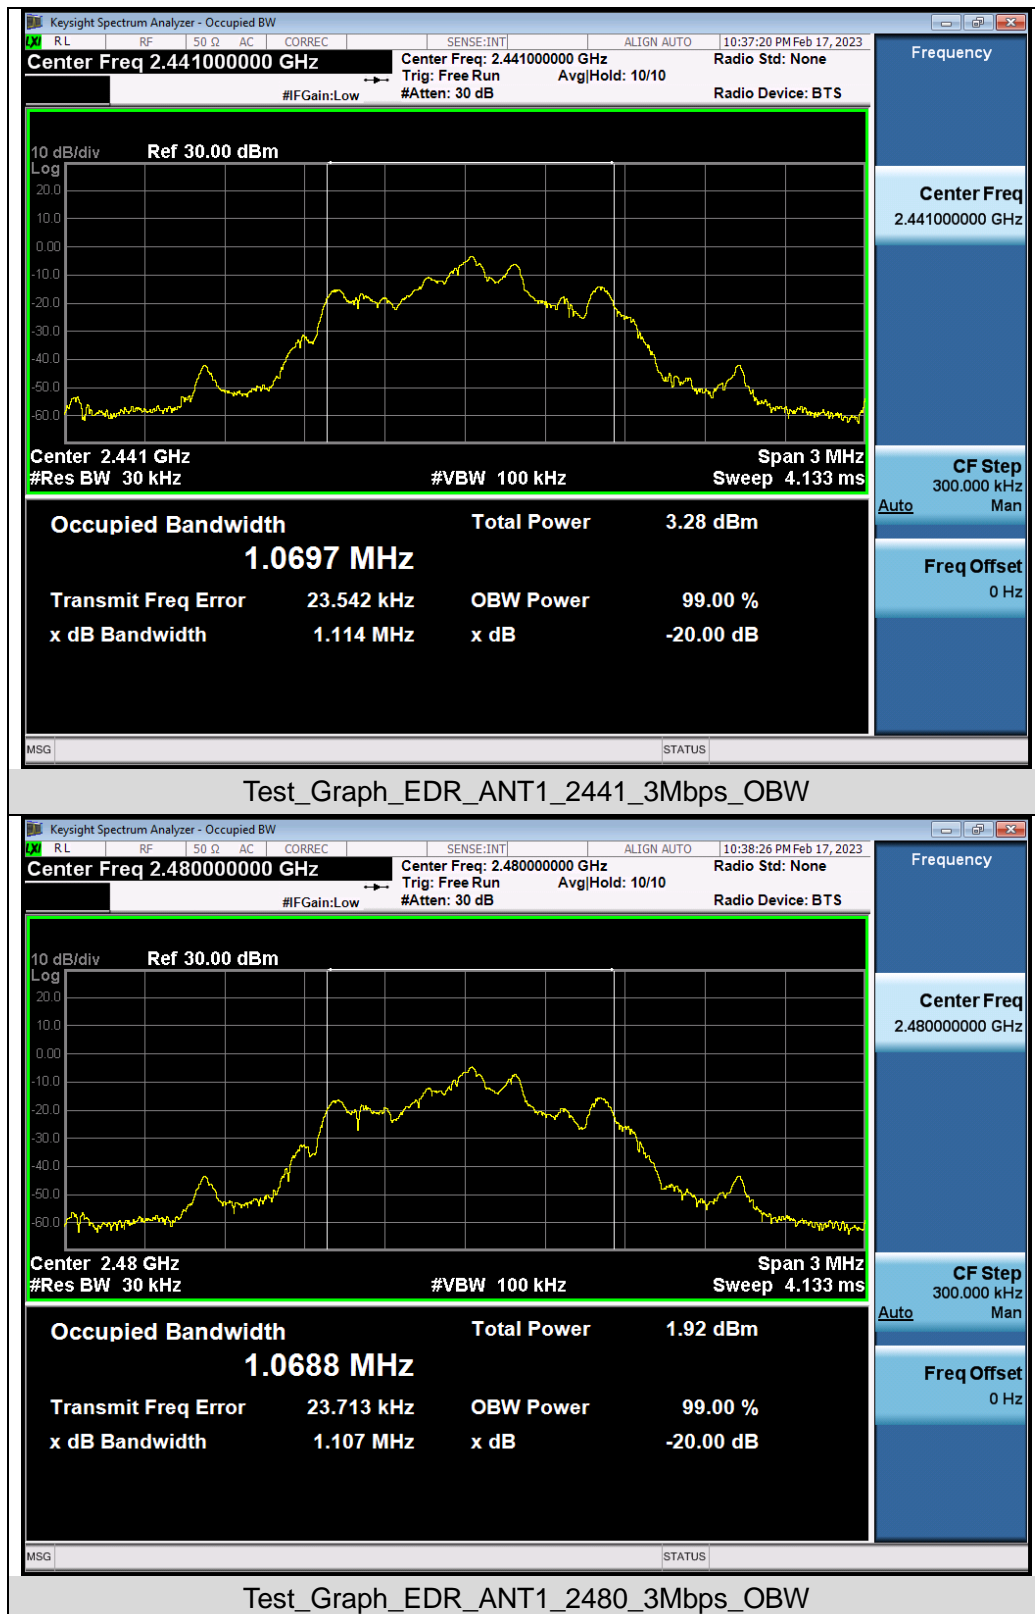 Keysight Spectrum Analyzer - Occupied BW
LXI RL RF 50 Ω AC CORREC SENSE:INT ALIGN AUTO 10:37:20 PM Feb 17, 2023
Center Freq 2.441000000 GHz
Center Freq: 2.441000000 GHz
Radio Std: None
Trig: Free Run
Avg|Hold: 10/10
#IFGain:Low
#Atten: 30 dB
Radio Device: BTS
Frequency
10 dB/div
Ref 30.00 dBm
Log
20.0
10.0
0.00
-10.0
-20.0
-30.0
-40.0
-50.0
-60.0
Center Freq
2.441000000 GHz
Center 2.441 GHz
Span 3 MHz
#Res BW 30 kHz
#VBW 100 kHz
Sweep 4.133 ms
CF Step
300.000 kHz
Auto Man
Occupied Bandwidth
Total Power 3.28 dBm
1.0697 MHz
Transmit Freq Error 23.542 kHz OBW Power 99.00 %
x dB Bandwidth 1.114 MHz x dB -20.00 dB
Freq Offset
0 Hz
MSG STATUS
Test_Graph_EDR_ANT1_2441_3Mbps_OBW
Keysight Spectrum Analyzer - Occupied BW
LXI RL RF 50 Ω AC CORREC SENSE:INT ALIGN AUTO 10:38:26 PM Feb 17, 2023
Center Freq 2.480000000 GHz
Center Freq: 2.480000000 GHz
Radio Std: None
Trig: Free Run
Avg|Hold: 10/10
#IFGain:Low
#Atten: 30 dB
Radio Device: BTS
Frequency
10 dB/div
Ref 30.00 dBm
Log
20.0
10.0
0.00
-10.0
-20.0
-30.0
-40.0
-50.0
-60.0
Center Freq
2.480000000 GHz
Center 2.48 GHz
Span 3 MHz
#Res BW 30 kHz
#VBW 100 kHz
Sweep 4.133 ms
CF Step
300.000 kHz
Auto Man
Occupied Bandwidth
Total Power 1.92 dBm
1.0688 MHz
Transmit Freq Error 23.713 kHz OBW Power 99.00 %
x dB Bandwidth 1.107 MHz x dB -20.00 dB
Freq Offset
0 Hz
MSG STATUS
Test_Graph_EDR_ANT1_2480_3Mbps_OBW